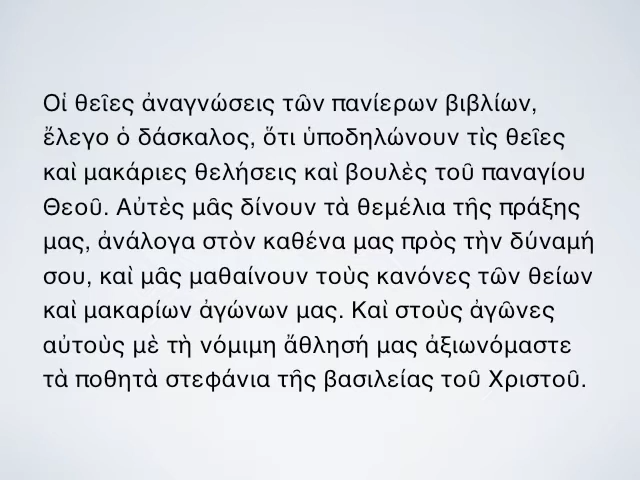 Οἱ θεῖες ἀναγνώσεις τῶν πανίερων βιβλίων,
ἔλεγο ὁ δάσκαλος, ὅτι ὑποδηλώνουν τὶς θεῖες
καὶ μακάριες θελήσεις καὶ βουλὲς τοῦ παναγίου
Θεοῦ. Αὐτὲς μᾶς δίνουν τὰ θεμέλια τῆς πράξης
μας, ἀνάλογα στὸν καθένα μας πρὸς τὴν δύναμή
σου, καὶ μᾶς μαθαίνουν τοὺς κανόνες τῶν θείων
καὶ μακαρίων ἀγώνων μας. Καὶ στοὺς ἀγῶνες
αὐτοὺς μὲ τὴ νόμιμη ἄθλησή μας ἀξιωνόμαστε
τὰ ποθητὰ στεφάνια τῆς βασιλείας τοῦ Χριστοῦ.